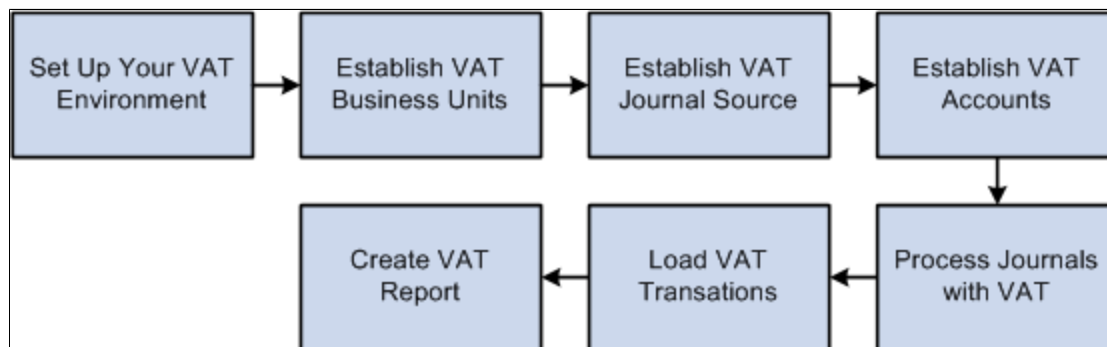 Set Up Your VAT
Environment
Establish VAT
Business Units
Establish VAT
Journal Source
Establish VAT
Accounts
Process Journals
with VAT
Load VAT
Transations
Create VAT
Report